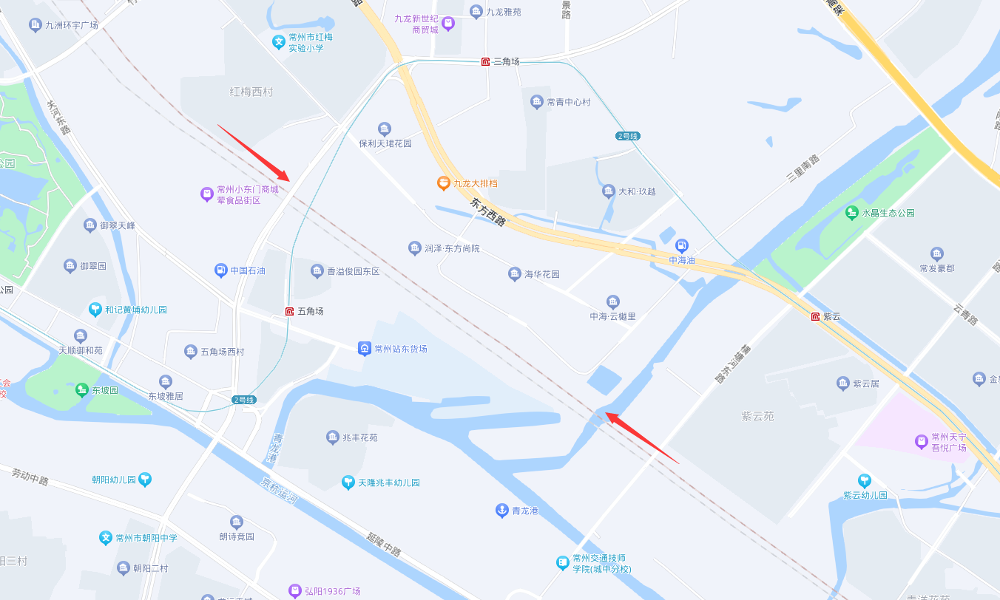 景路
九龙雅苑
九洲环宇广场
九龙新世纪
商贸城
常州市红梅
实验小学
三角场
红梅西村
常青中心村
关河东路
保利天珺花园
2号线
三里南路
公园
常州小东门商城
荤食品街区
九龙大排档
大和·玖越
东方西路
水晶生态公园
御翠天峰
润泽·东方尚院
中海油
常发豪郡
御翠园
中国石油
香溢俊园东区
海华花园
公园
和记黄埔幼儿园
五角场
中海·云樾里
紫云
云青路
天顺御和苑
五角场西村
常州站东货场
横塘河东路
东坡园
东坡雅居
紫云居
2号线
紫云苑
青龙港
兆丰花苑
常州天宁
吾悦广场
劳动中路
朝阳幼儿园
京杭运河
天隆兆丰幼儿园
紫云幼儿园
青龙港
朗诗竞园
常州市朝阳中学
延陵中路
常州交通技师
学院(城中分校)
朝阳二村
弘阳1936广场